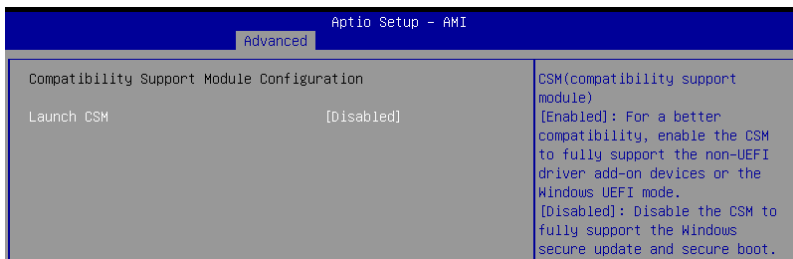 Aptio Setup - AMI
Advanced
Compatibility Support Module Configuration
Launch CSM [Disabled]
CSM(compatibility support
module)
[Enabled]: For a better
compatibility, enable the CSM
to fully support the non-UEFI
driver add-on devices or the
Windows UEFI mode.
[Disabled]: Disable the CSM to
fully support the Windows
secure update and secure boot.